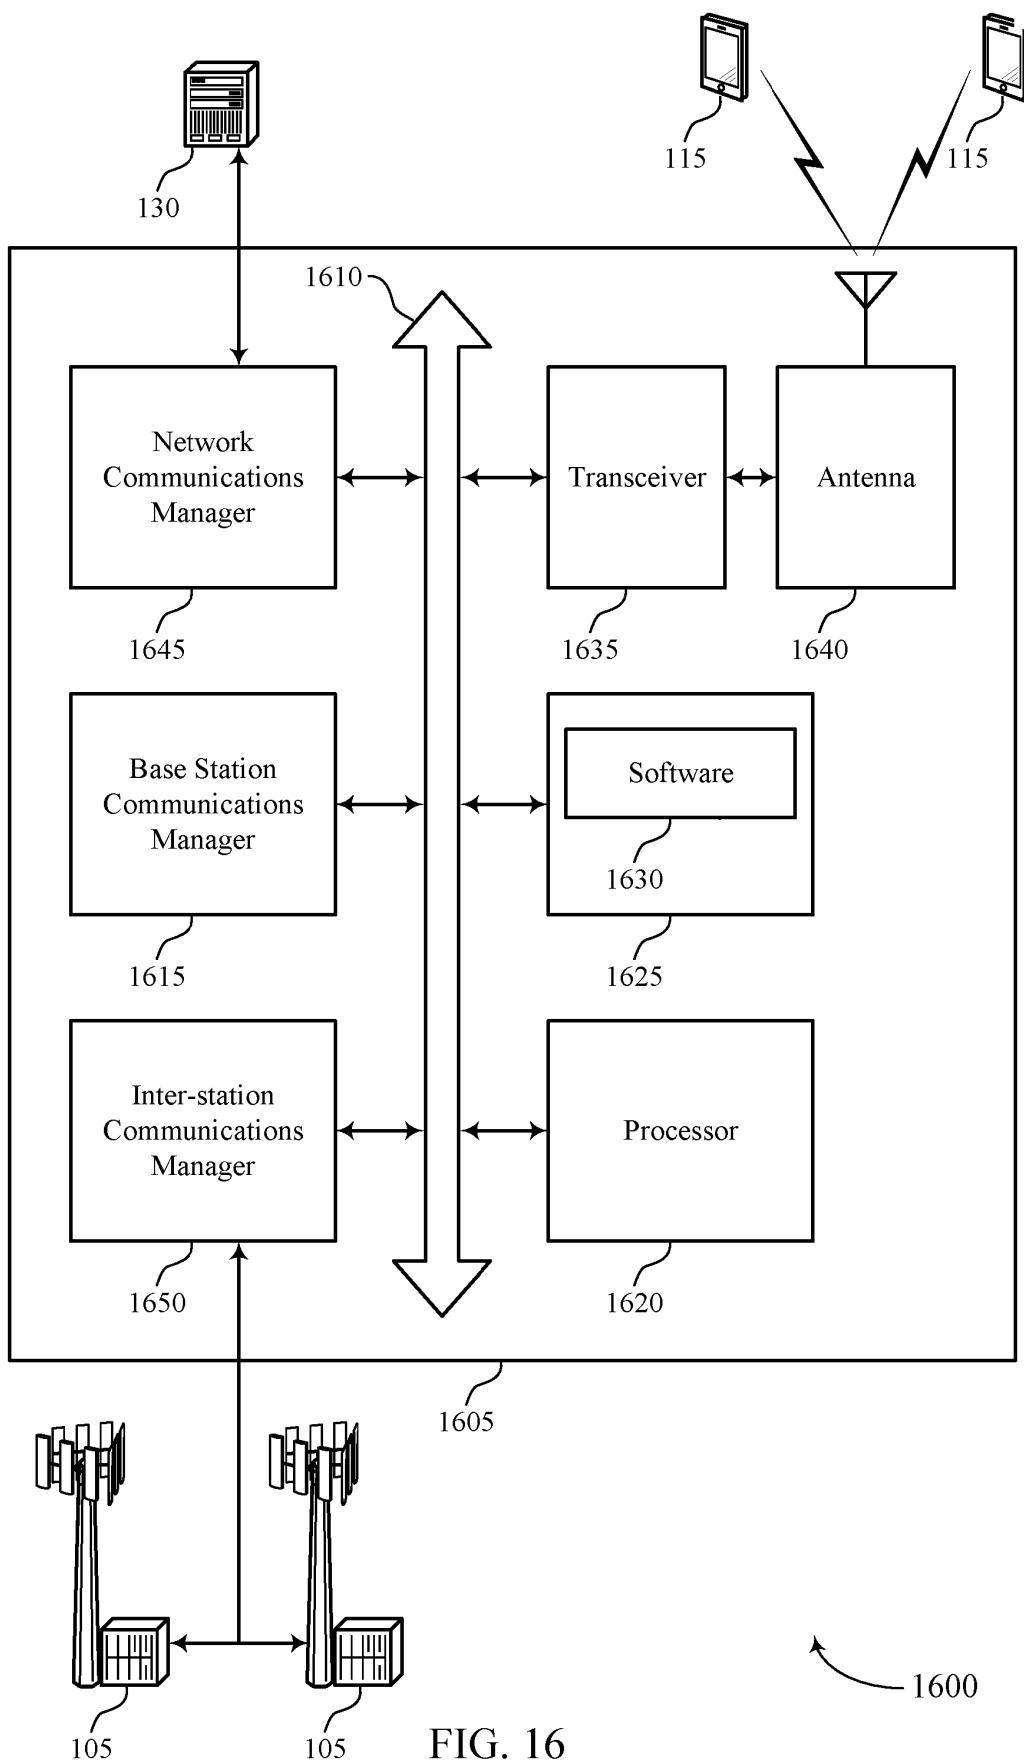 115
115
130
1610
Network
Communications
Manager
Transceiver
Antenna
1645
1635
1640
Base Station
Communications
Manager
Software
1630
1615
1625
Inter-station
Communications
Manager
Processor
1650
1620
1605
1600
105
105
FIG. 16